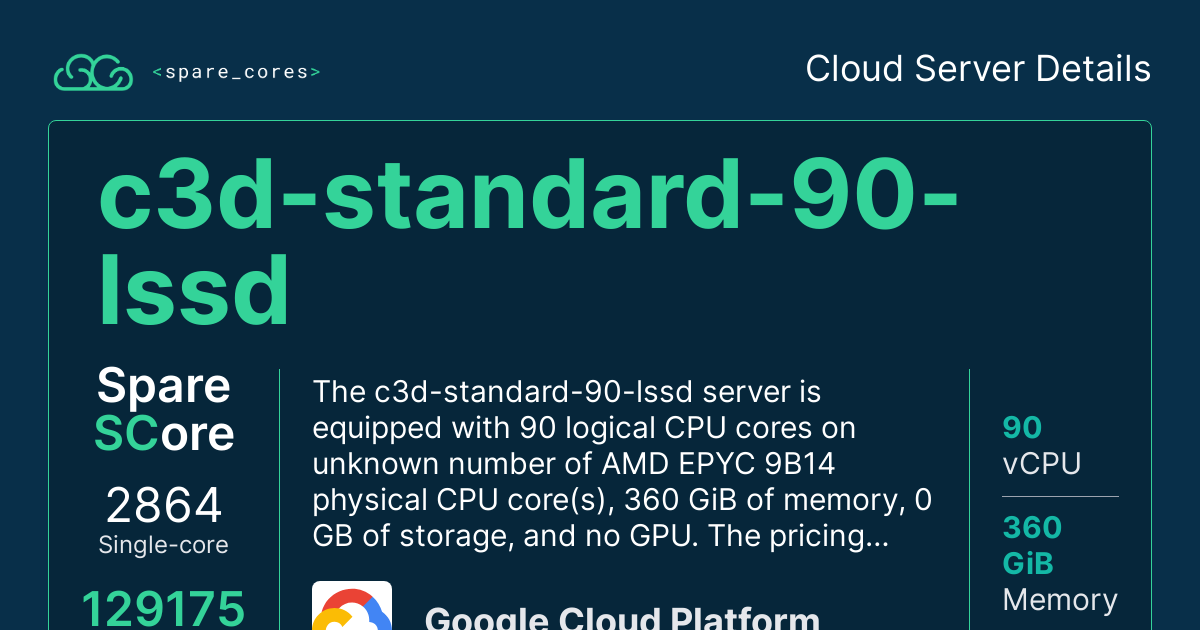 <spare_cores>
Cloud Server Details
c3d-standard-90-
lssd
Spare
SCore
2864
Single-core
129175
The c3d-standard-90-lssd server is
equipped with 90 logical CPU cores on
unknown number of AMD EPYC 9B14
physical CPU core(s), 360 GiB of memory, 0
GB of storage, and no GPU. The pricing...
Google Cloud Platform
90
vCPU
360
GiB
Memory